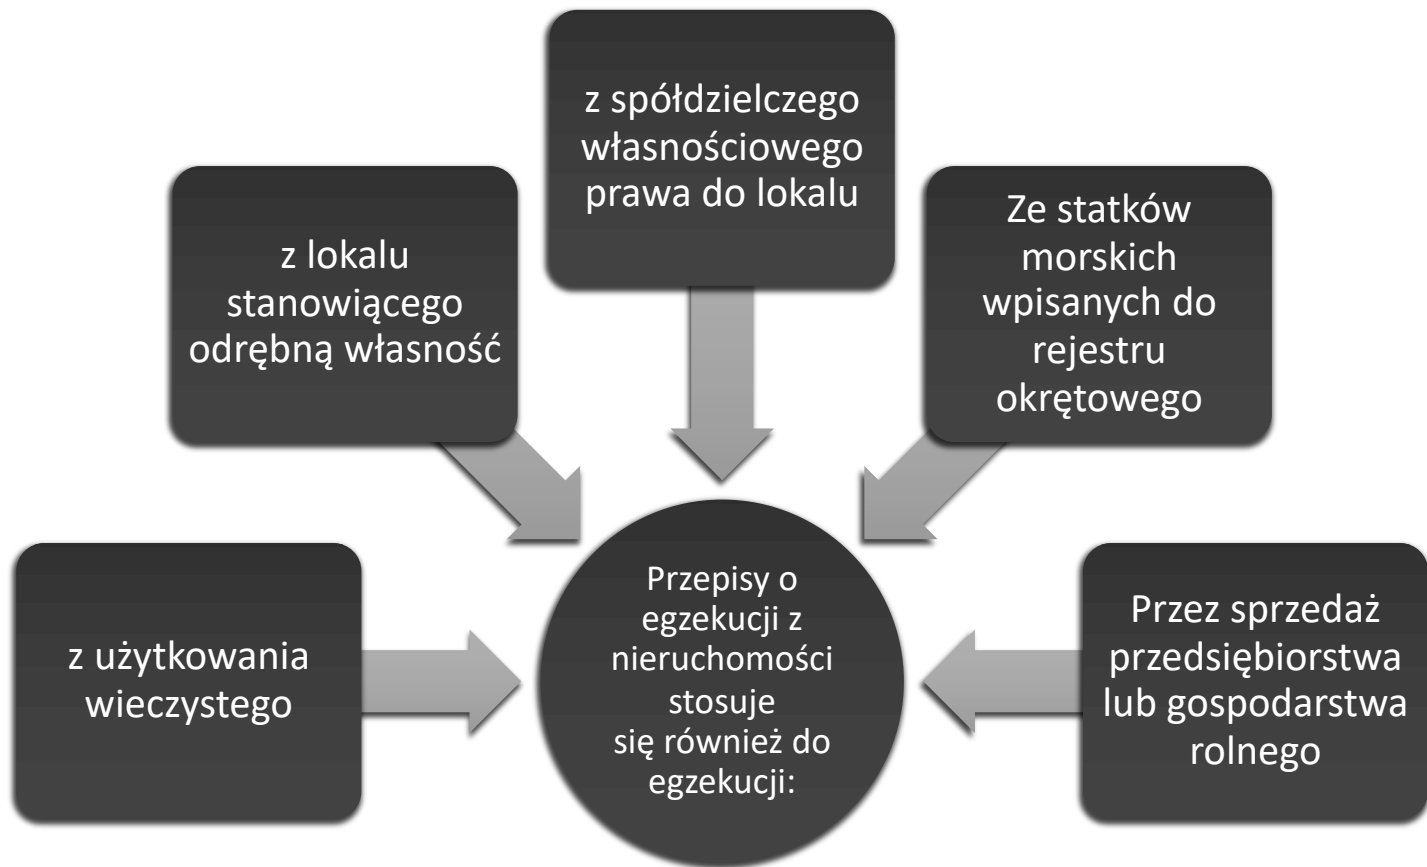 z spółdzielczego
własnościowego
prawa do lokalu
z lokalu
stanowiącego
odrębną własność
Ze statków
morskich
wpisanych do
rejestru
okrętowego
z użytkowania
wieczystego
Przepisy o
egzekucji z
nieruchomości
stosuje
się również do
egzekucji:
Przez sprzedaż
przedsiębiorstwa
lub gospodarstwa
rolnego